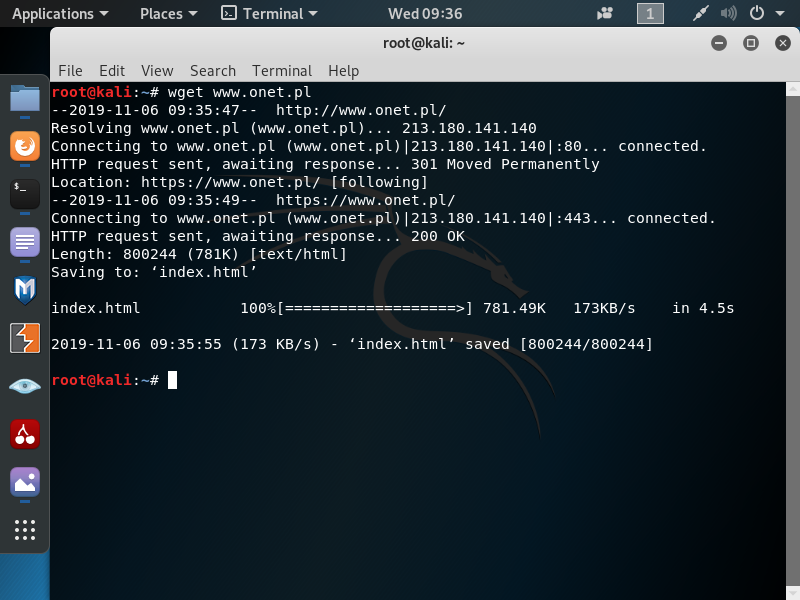 Applications Places Terminal Wed 09:36 1
root@kali: ~
File Edit View Search Terminal Help
root@kali:~# wget www.onet.pl
--2019-11-06 09:35:47--  http://www.onet.pl/
Resolving www.onet.pl (www.onet.pl)... 213.180.141.140
Connecting to www.onet.pl (www.onet.pl)|213.180.141.140|:80... connected.
HTTP request sent, awaiting response... 301 Moved Permanently
Location: https://www.onet.pl/ [following]
--2019-11-06 09:35:49--  https://www.onet.pl/
Connecting to www.onet.pl (www.onet.pl)|213.180.141.140|:443... connected.
HTTP request sent, awaiting response... 200 OK
Length: 800244 (781K) [text/html]
Saving to: ‘index.html’
index.html           100%[===================>] 781.49K   173KB/s    in 4.5s
2019-11-06 09:35:55 (173 KB/s) - ‘index.html’ saved [800244/800244]
root@kali:~#
$_